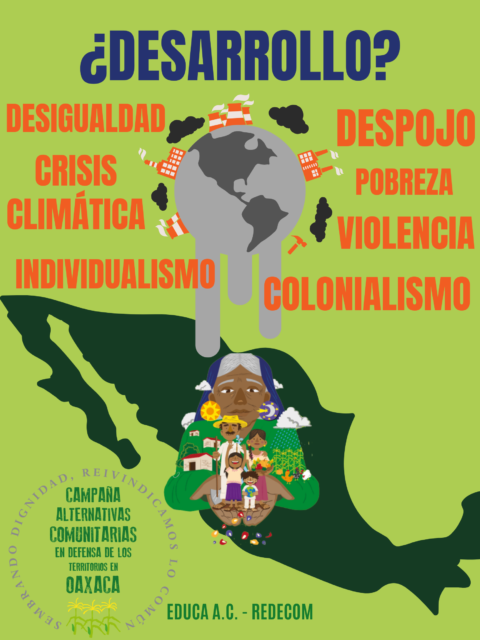 ¿DESARROLLO?
DESIGUALDAD
CRISIS
CLIMÁTICA
INDIVIDUALISMO
DESPOJO
POBREZA
VIOLENCIA
COLONIALISMO
SEMBRANDO DIGNIDAD, REIVINDICAMOS LO COMÚN
CAMPAÑA
ALTERNATIVAS
COMUNITARIAS
EN DEFENSA DE LOS
TERRITORIOS EN
OAXACA
EDUCA A.C. - REDECOM